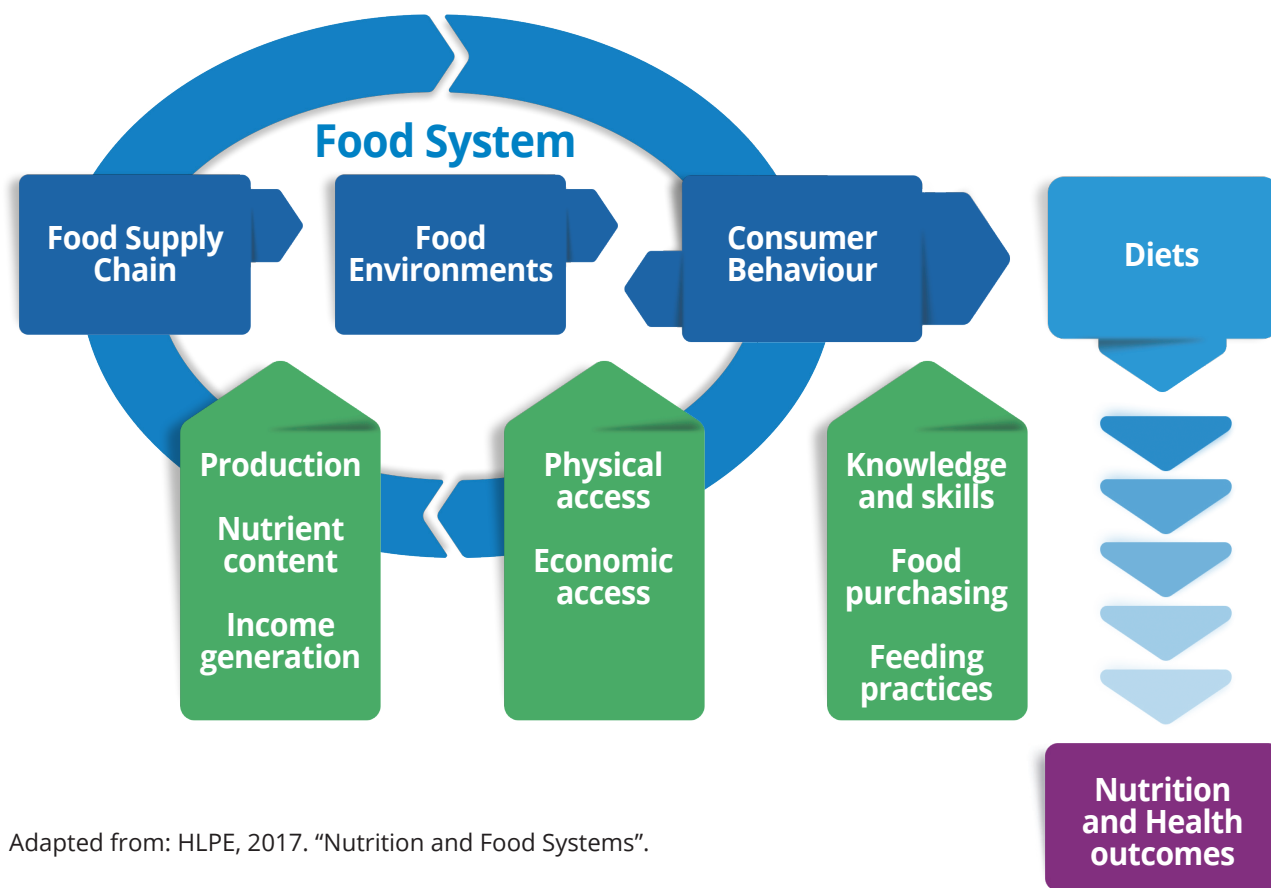 Food System
Food Supply
Chain
Food
Environments
Consumer
Behaviour
Diets
Production
Nutrient
content
Income
generation
Physical
access
Economic
access
Knowledge
and skills
Food
purchasing
Feeding
practices
Nutrition
and Health
outcomes
Adapted from: HLPE, 2017. “Nutrition and Food Systems”.